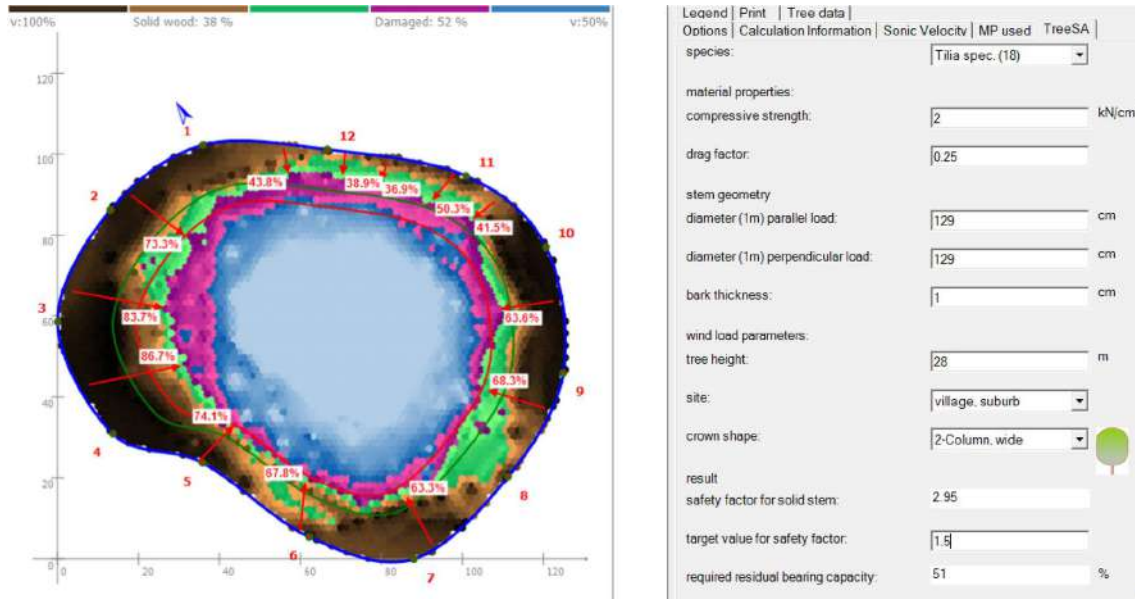 v:100%
Solid wood: 38 %
Damaged: 52 %
v:50%
120
100
80
60
40
20
0
0
20
40
60
80
100
120
1
2
3
4
5
6
7
8
9
10
11
12
43.8%
38.9%
36.9%
50.3%
41.5%
73.3%
83.7%
86.7%
74.1%
67.8%
63.3%
68.3%
63.6%
Legend | Print | Tree data |
Options | Calculation Information | Sonic Velocity | MP used TreeSA |
species: Tilia spec. (18)
material properties:
compressive strength: 2 kN/cm
drag factor: 0.25
stem geometry
diameter (1m) parallel load: 129 cm
diameter (1m) perpendicular load: 129 cm
bark thickness: 1 cm
wind load parameters:
tree height: 28 m
site: village, suburb
crown shape: 2-Column, wide
result
safety factor for solid stem: 2.95
target value for safety factor: 1.5
required residual bearing capacity: 51 %